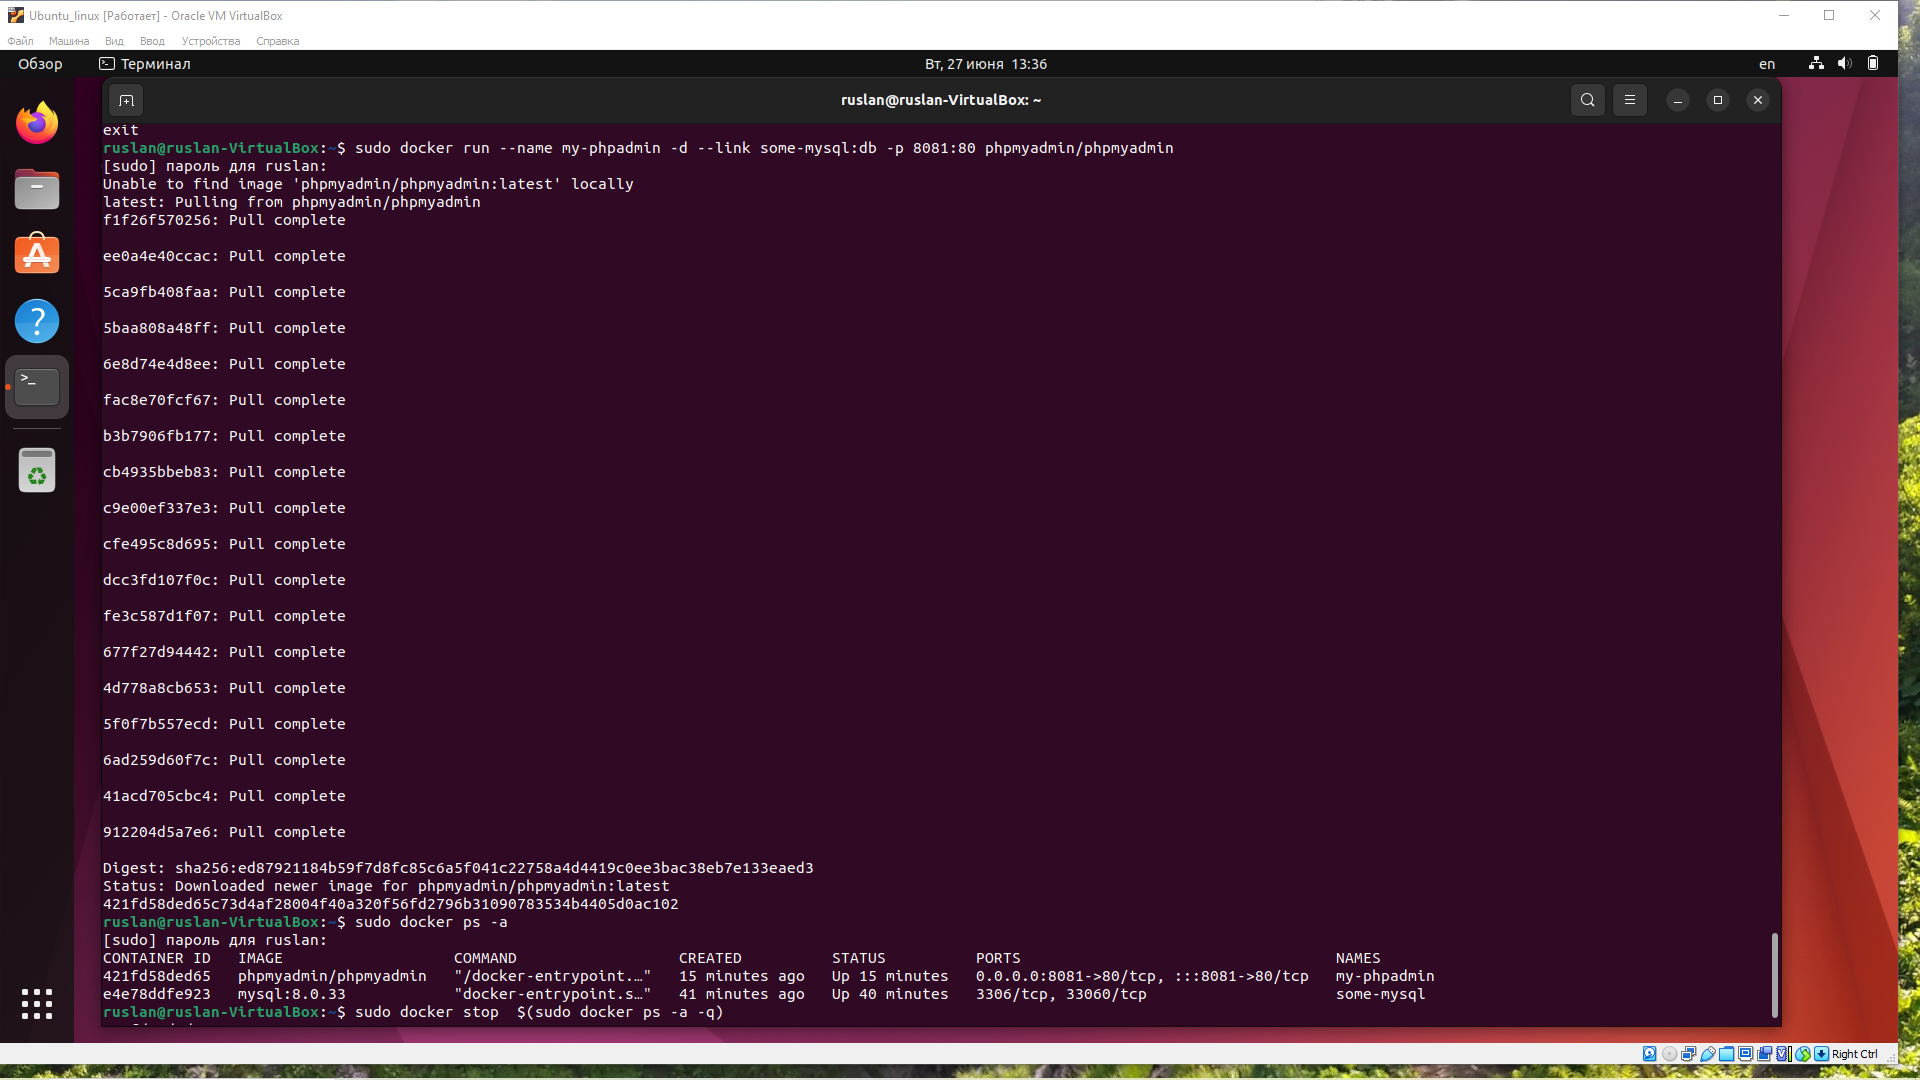 Ubuntu_linux [Работает] - Oracle VM VirtualBox
Файл Машина Вид Ввод Устройства Справка
Обзор Терминал Вт, 27 июня 13:36 en
ruslan@ruslan-VirtualBox: ~
exit
ruslan@ruslan-VirtualBox:~$ sudo docker run --name my-phpadmin -d --link some-mysql:db -p 8081:80 phpmyadmin/phpmyadmin
[sudo] пароль для ruslan:
Unable to find image 'phpmyadmin/phpmyadmin:latest' locally
latest: Pulling from phpmyadmin/phpmyadmin
f1f26f570256: Pull complete
ee0a4e40ccac: Pull complete
5ca9fb408faa: Pull complete
5baa808a48ff: Pull complete
6e8d74e4d8ee: Pull complete
fac8e70fcf67: Pull complete
b3b7906fb177: Pull complete
cb4935bbeb83: Pull complete
c9e00ef337e3: Pull complete
cfe495c8d695: Pull complete
dcc3fd107f0c: Pull complete
fe3c587d1f07: Pull complete
677f27d94442: Pull complete
4d778a8cb653: Pull complete
5f0f7b557ecd: Pull complete
6ad259d60f7c: Pull complete
41acd705cbc4: Pull complete
912204d5a7e6: Pull complete
Digest: sha256:ed87921184b59f7d8fc85c6a5f041c22758a4d4419c0ee3bac38eb7e133eaed3
Status: Downloaded newer image for phpmyadmin/phpmyadmin:latest
421fd58ded65c73d4af28004f40a320f56fd2796b31090783534b4405d0ac102
ruslan@ruslan-VirtualBox:~$ sudo docker ps -a
[sudo] пароль для ruslan:
CONTAINER ID IMAGE COMMAND CREATED STATUS PORTS NAMES
421fd58ded65 phpmyadmin/phpmyadmin "/docker-entrypoint.…" 15 minutes ago Up 15 minutes 0.0.0.0:8081->80/tcp, :::8081->80/tcp my-phpadmin
e4e78ddfe923 mysql:8.0.33 "docker-entrypoint.s…" 41 minutes ago Up 40 minutes 3306/tcp, 33060/tcp some-mysql
ruslan@ruslan-VirtualBox:~$ sudo docker stop  $(sudo docker ps -a -q)
Right Ctrl